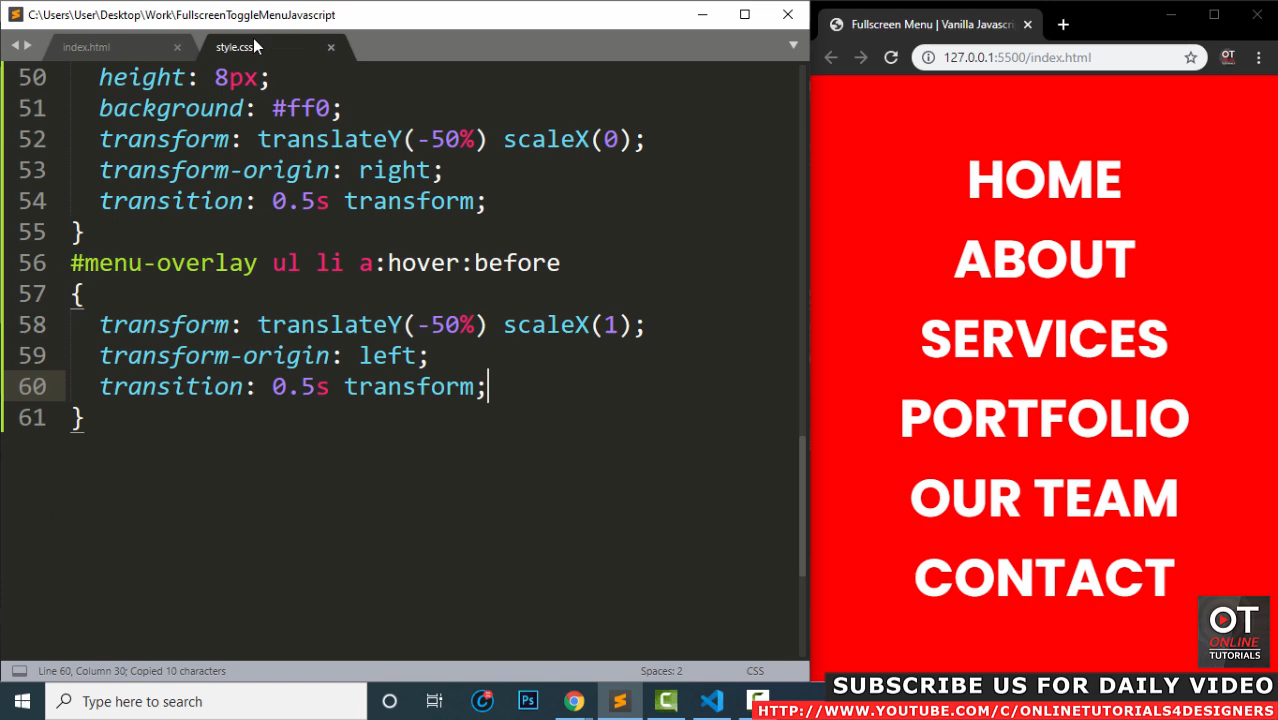 C:\Users\User\Desktop\Work\FullscreenToggleMenuJavascript
index.html
style.css
50 height: 8px;
51 background: #ff0;
52 transform: translateY(-50%) scaleX(0);
53 transform-origin: right;
54 transition: 0.5s transform;
55 }
56 #menu-overlay ul li a:hover:before
57 {
58 transform: translateY(-50%) scaleX(1);
59 transform-origin: left;
60 transition: 0.5s transform;
61 }
Line 60, Column 30; Copied 10 characters
Spaces: 2
CSS
Type here to search
Fullscreen Menu | Vanilla Javascri
127.0.0.1:5500/index.html
OT
HOME
ABOUT
SERVICES
PORTFOLIO
OUR TEAM
CONTACT
OT
ONLINE
TUTORIALS
SUBSCRIBE US FOR DAILY VIDEO
HTTP://WWW.YOUTUBE.COM/C/ONLINETUTORIALS4DESIGNERS
Ps